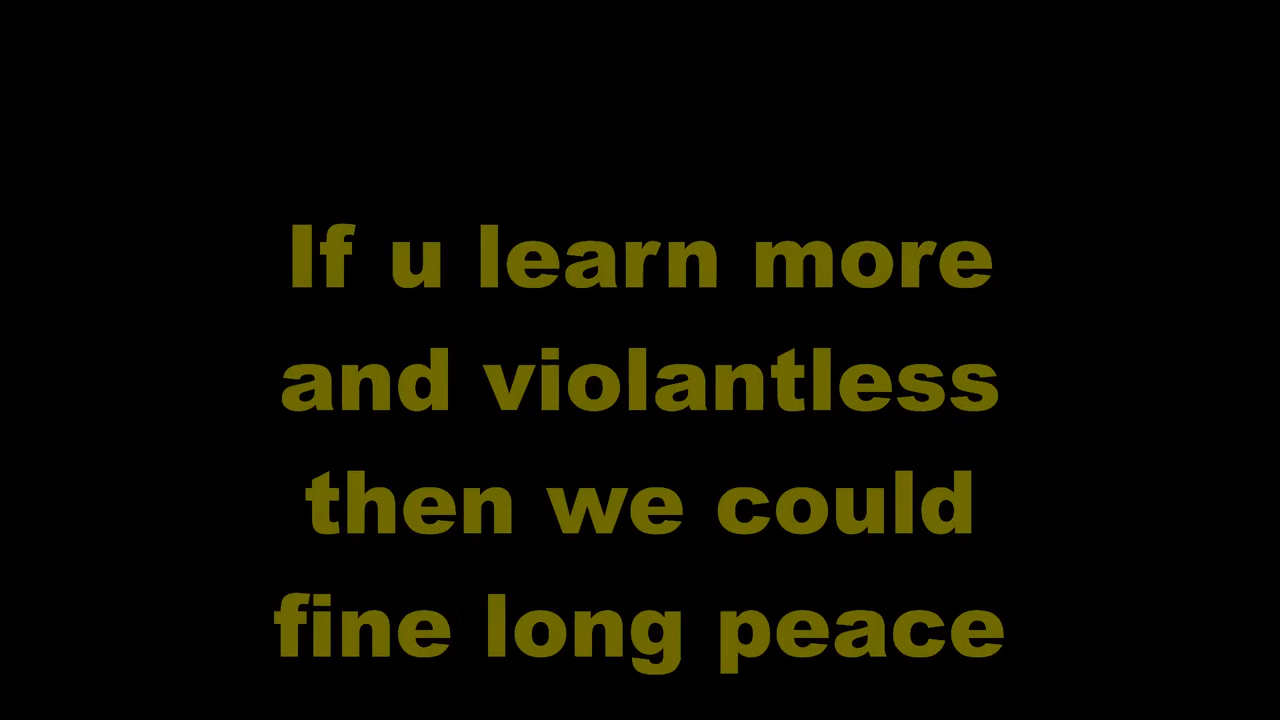 If u learn more
and violantless
then we could
fine long peace